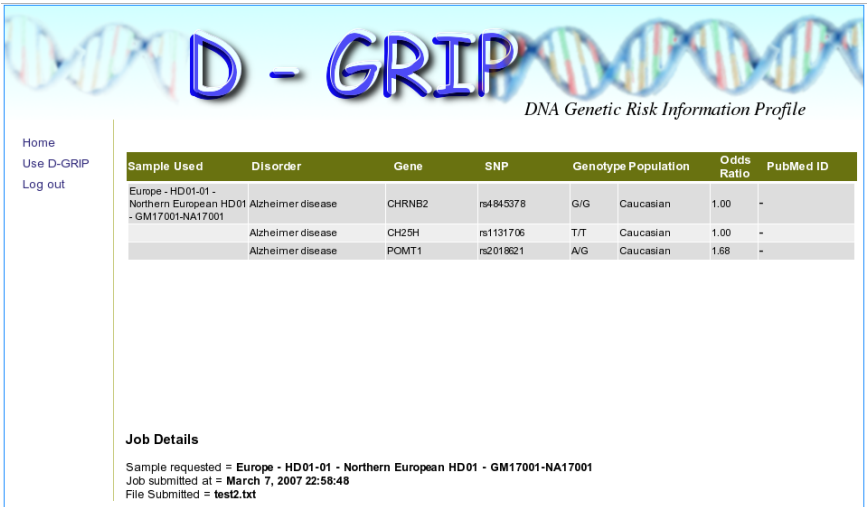 D - GRIP
DNA Genetic Risk Information Profile
Home
Use D-GRIP
Log out
Sample Used Disorder Gene SNP Genotype Population Odds Ratio PubMed ID
Europe - HD01-01 -
Northern European HD01 Alzheimer disease CHRNB2 rs4845378 G/G Caucasian 1.00 -
- GM17001-NA17001
Alzheimer disease CH25H rs1131706 T/T Caucasian 1.00 -
Alzheimer disease POMT1 rs2018621 A/G Caucasian 1.68 -
Job Details
Sample requested = Europe - HD01-01 - Northern European HD01 - GM17001-NA17001
Job submitted at = March 7, 2007 22:58:48
File Submitted = test2.txt